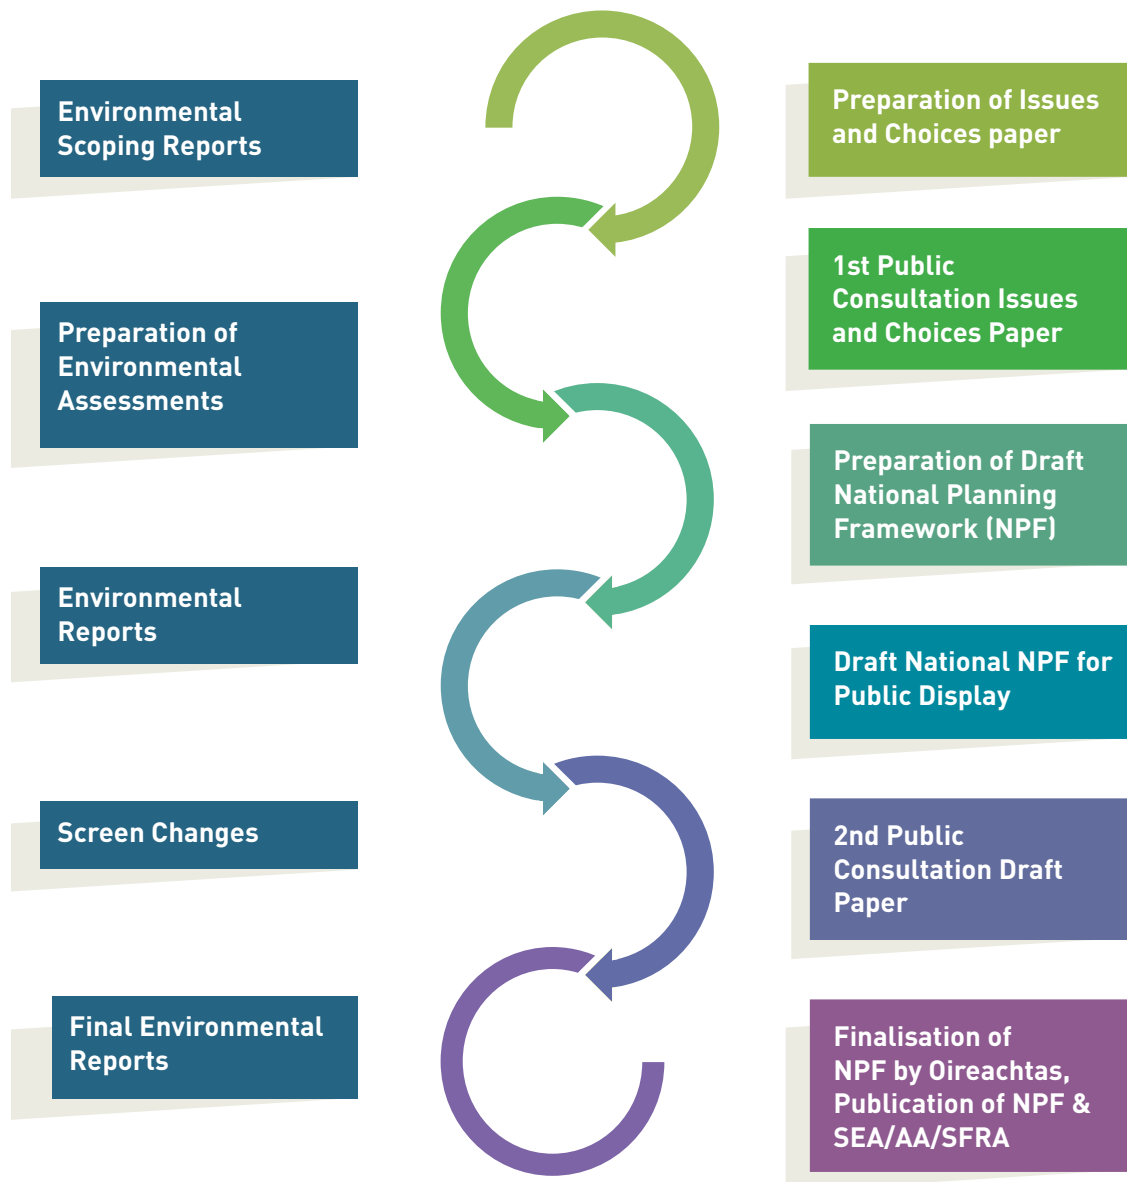 Environmental
Scoping Reports
Preparation of
Environmental
Assessments
Environmental
Reports
Screen Changes
Final Environmental
Reports
Preparation of Issues
and Choices paper
1st Public
Consultation Issues
and Choices Paper
Preparation of Draft
National Planning
Framework (NPF)
Draft National NPF for
Public Display
2nd Public
Consultation Draft
Paper
Finalisation of
NPF by Oireachtas,
Publication of NPF &
SEA/AA/SFRA